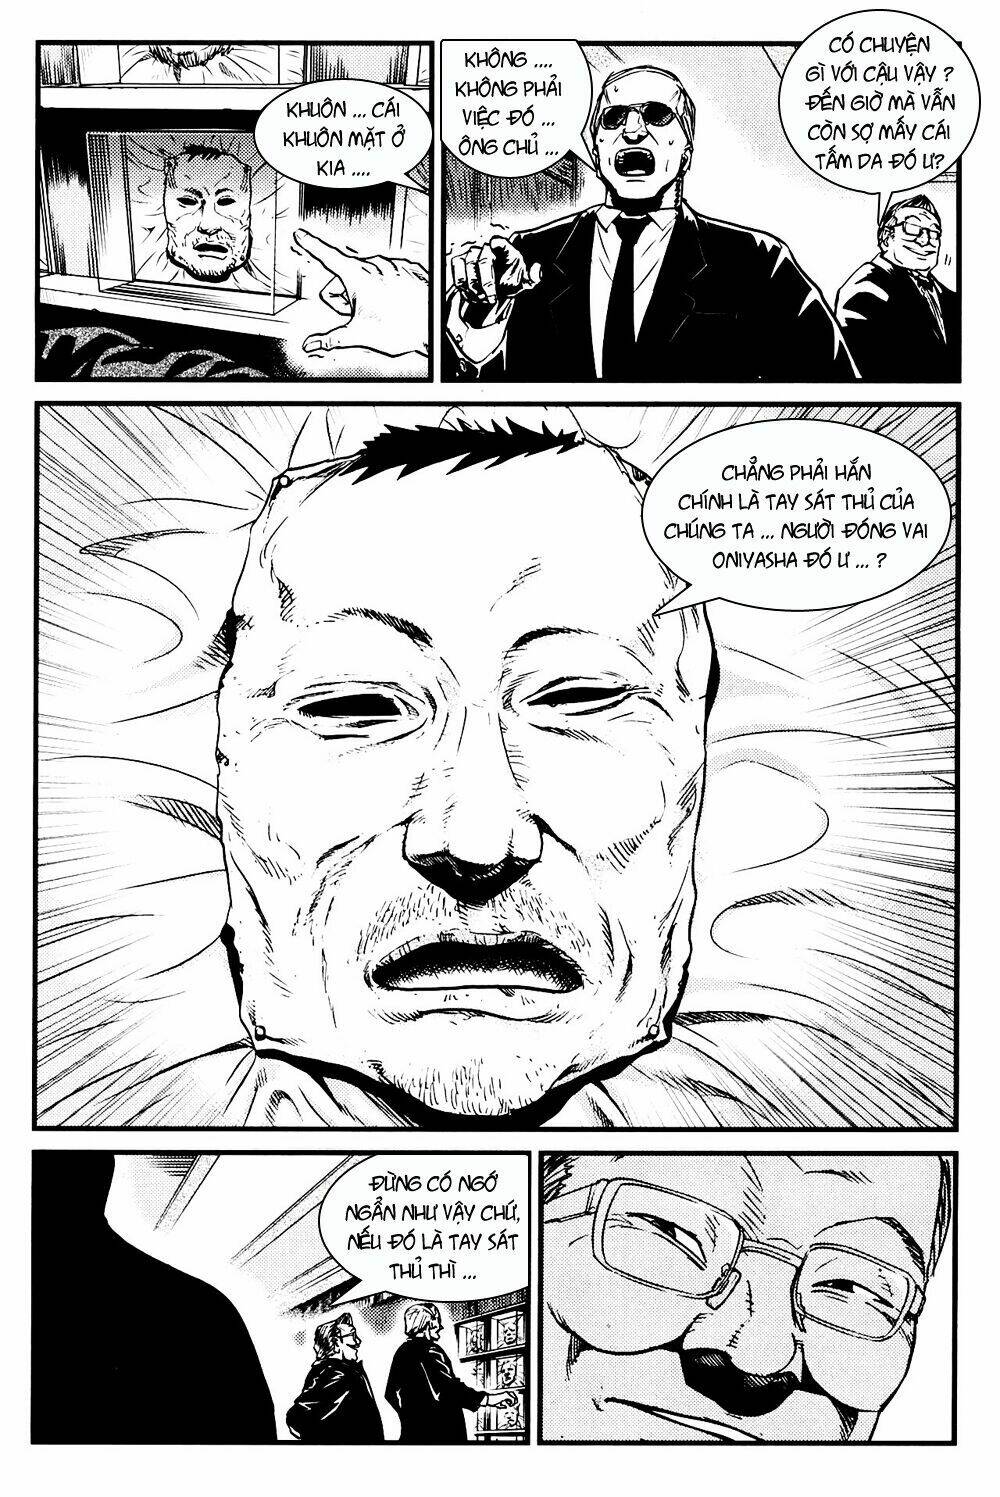 KHUÔN ... CÁI
KHUÔN MẶT Ở
KIA ....
KHÔNG ....
KHÔNG PHẢI
VIỆC ĐÓ ...
ÔNG CHỦ ...
CÓ CHUYỆN
GÌ VỚI CẬU VẬY ?
ĐẾN GIỜ MÀ VẪN
CÒN SỢ MẤY CÁI
TẤM DA ĐÓ Ư?
CHẲNG PHẢI HẮN
CHÍNH LÀ TAY SÁT THỦ CỦA
CHÚNG TA ... NGƯỜI ĐÓNG VAI
ONIYASHA ĐÓ Ư ... ?
ĐỪNG CÓ NGỚ
NGẨN NHƯ VẬY CHỨ,
NẾU ĐÓ LÀ TAY SÁT
THỦ THÌ ...